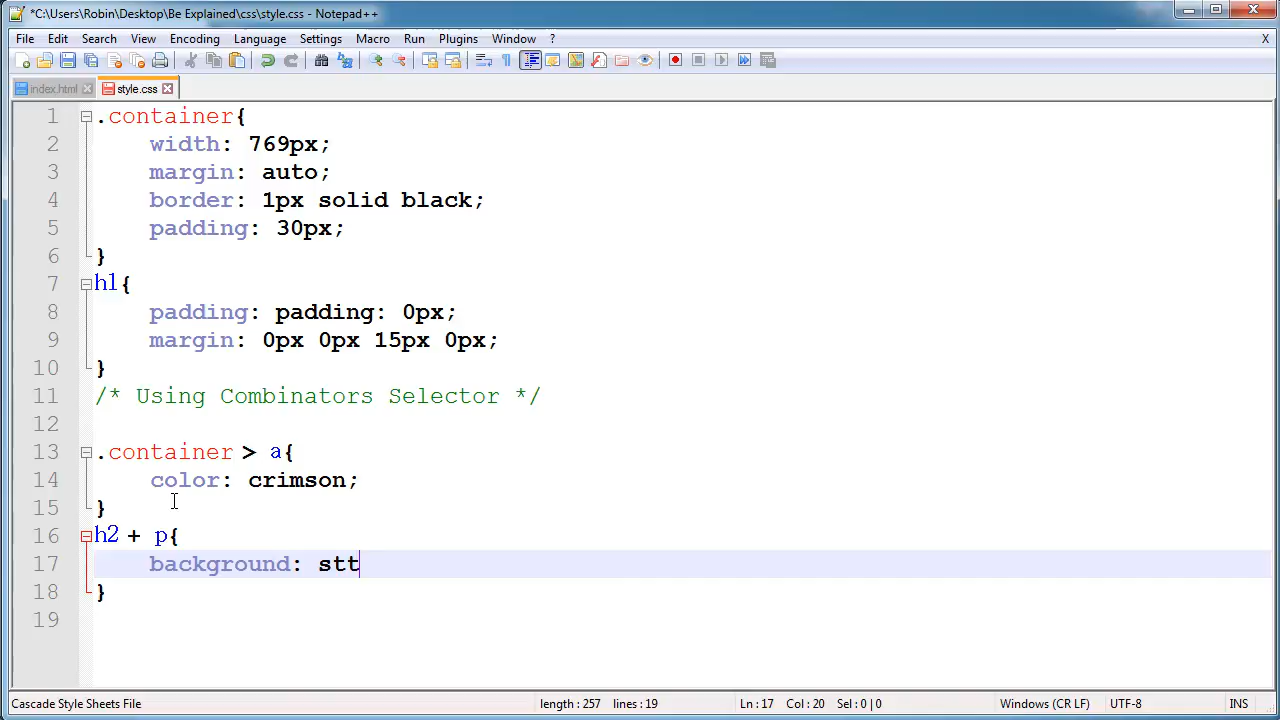 *C:\Users\Robin\Desktop\Be Explained\css\style.css - Notepad++
File Edit Search View Encoding Language Settings Macro Run Plugins Window ? X
index.html style.css
1 .container{
2 width: 769px;
3 margin: auto;
4 border: 1px solid black;
5 padding: 30px;
6 }
7 h1{
8 padding: padding: 0px;
9 margin: 0px 0px 15px 0px;
10 }
11 /* Using Combinators Selector */
12
13 .container > a{
14 color: crimson;
15 }
16 h2 + p{
17 background: stt
18 }
19
Cascade Style Sheets File length : 257 lines : 19 Ln : 17 Col : 20 Sel : 0 | 0 Windows (CR LF) UTF-8 INS